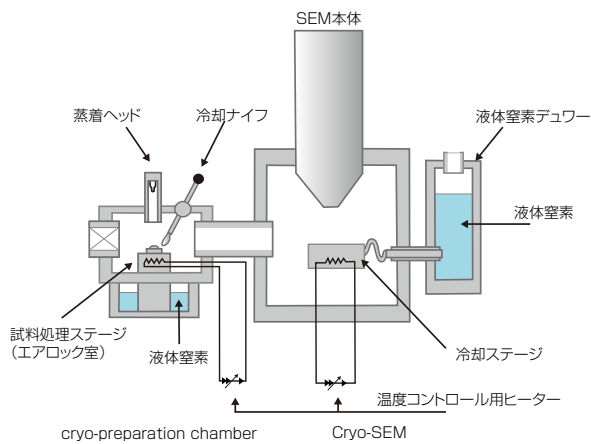 SEM本体
蒸着ヘッド
冷却ナイフ
液体窒素デュワー
液体窒素
試料処理ステージ
（エアロック室）
液体窒素
冷却ステージ
温度コントロール用ヒーター
cryo-preparation chamber
Cryo-SEM